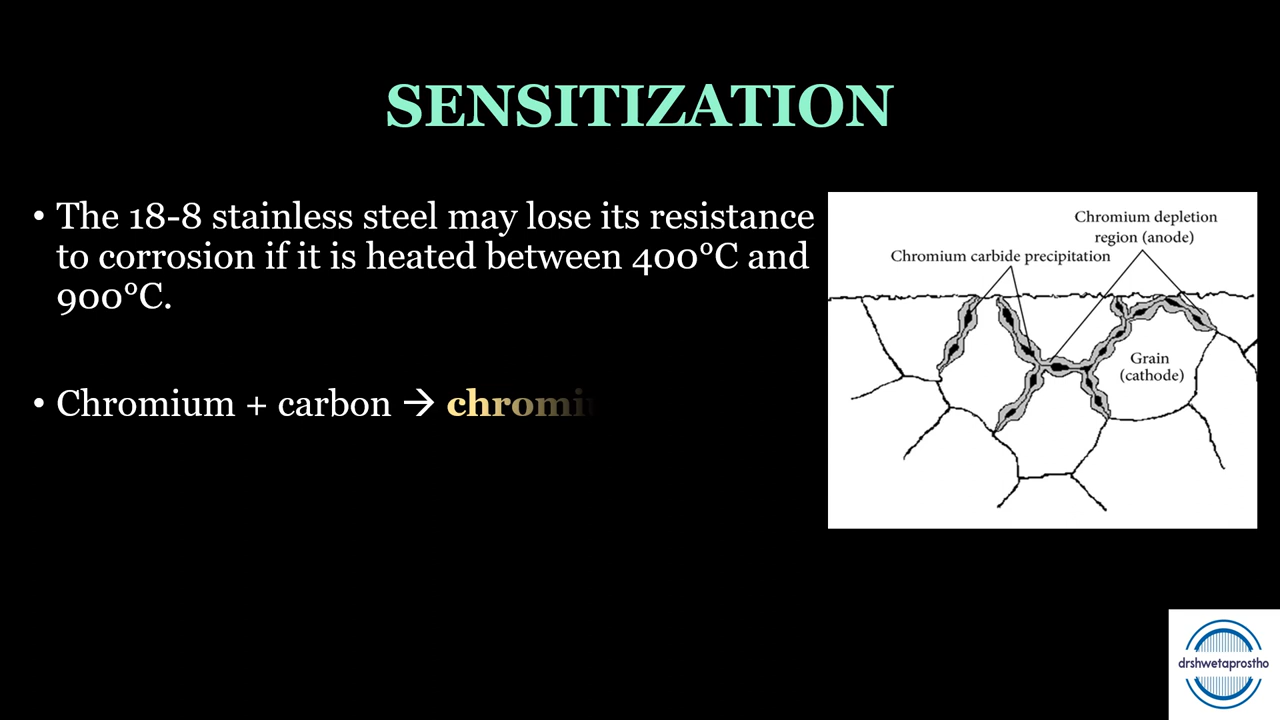 SENSITIZATION
• The 18-8 stainless steel may lose its resistance
to corrosion if it is heated between 400°C and
900°C.
• Chromium + carbon → chromi
Chromium depletion
region (anode)
Chromium carbide precipitation
Grain
(cathode)
drshwetaprostho